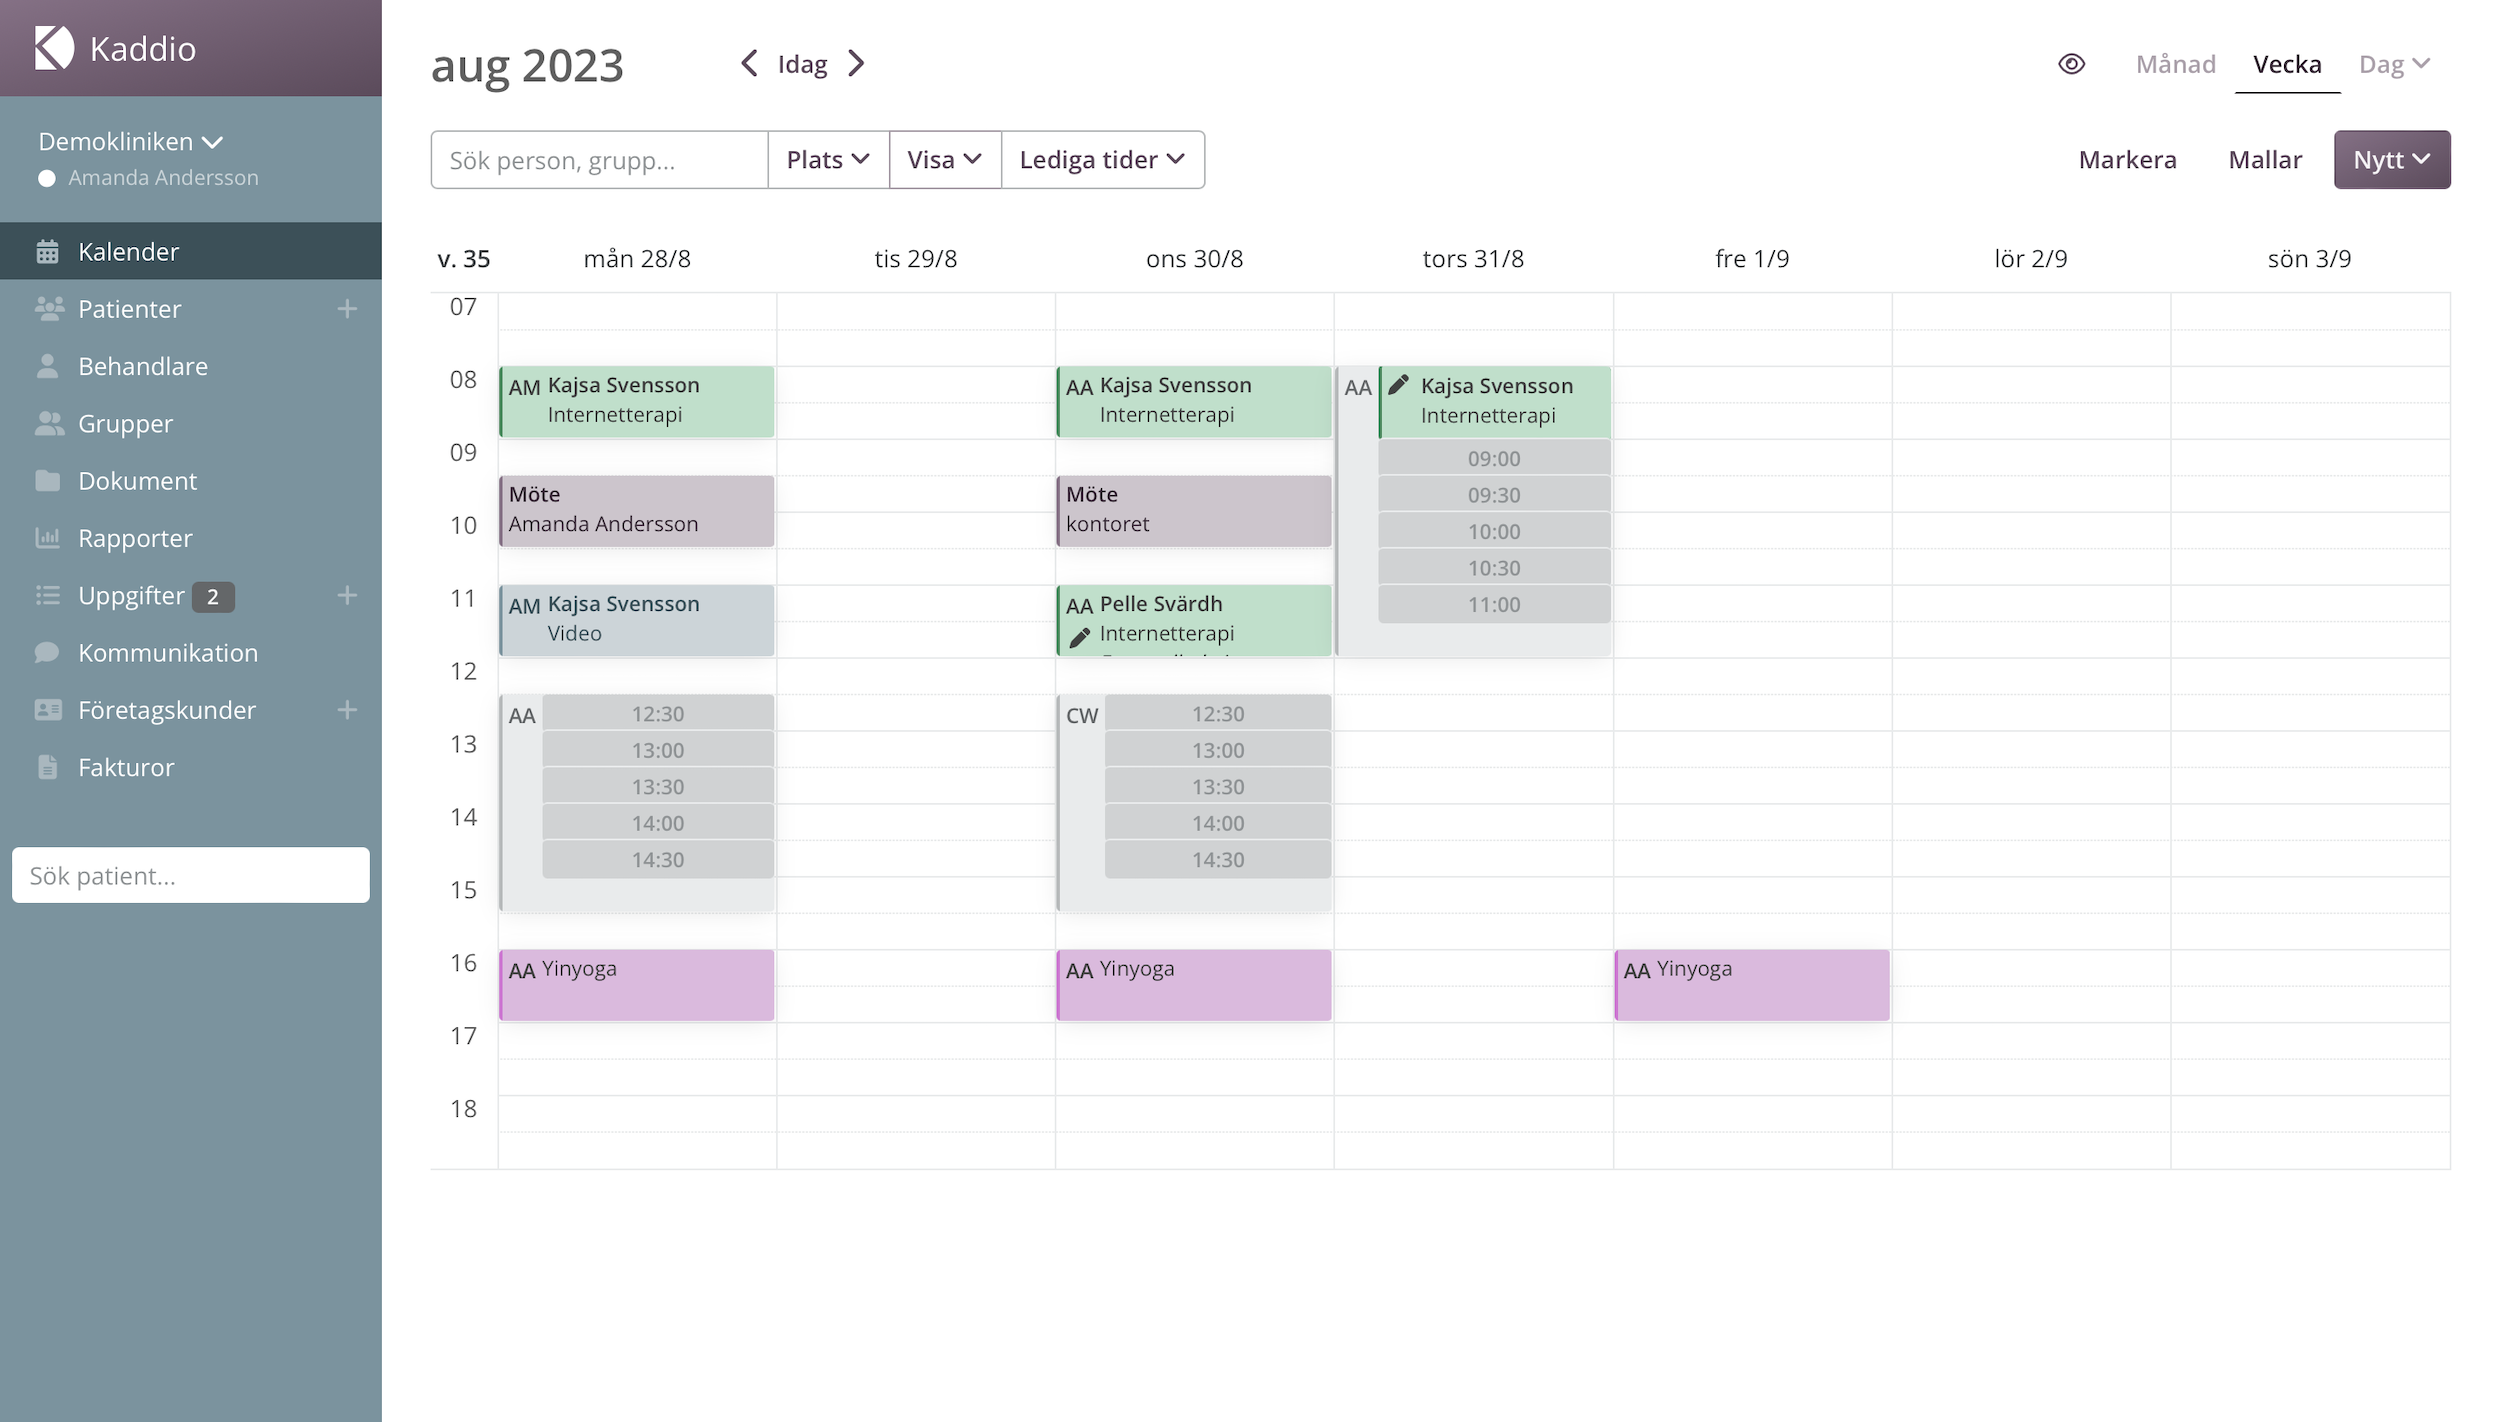 Kaddio
Demokliniken
Amanda Andersson
Kalender
Patienter
Behandlare
Grupper
Dokument
Rapporter
Uppgifter 2
Kommunikation
Företagskunder
Fakturor
Sök patient...
aug 2023
Idag
Månad Vecka Dag
Sök person, grupp... Plats Visa Lediga tider
Markera Mallar Nytt
v. 35 mån 28/8 tis 29/8 ons 30/8 tors 31/8 fre 1/9 lör 2/9 sön 3/9
07
08
09
10
11
12
13
14
15
16
17
18
AM Kajsa Svensson
Internetterapi
Möte
Amanda Andersson
AM Kajsa Svensson
Video
AA
12:30
13:00
13:30
14:00
14:30
AA Yinyoga
AA Kajsa Svensson
Internetterapi
Möte
kontoret
AA Pelle Svärdh
Internetterapi
CW
12:30
13:00
13:30
14:00
14:30
AA Yinyoga
AA Kajsa Svensson
Internetterapi
09:00
09:30
10:00
10:30
11:00
AA Yinyoga